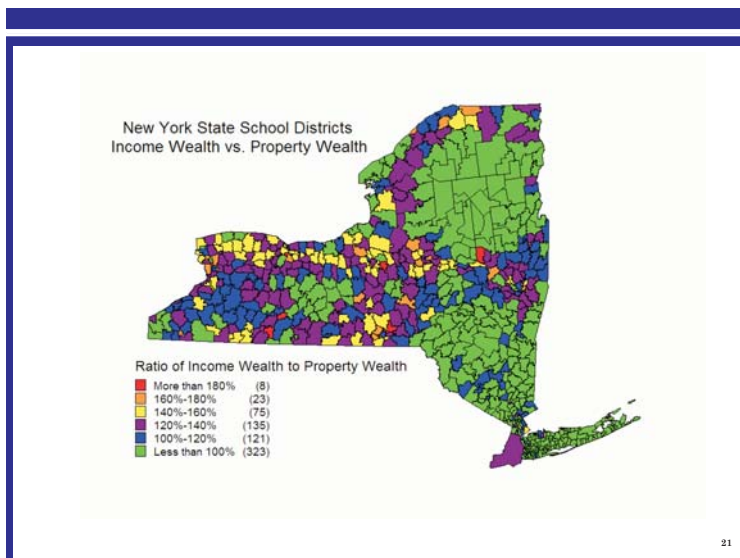 New York State School Districts
Income Wealth vs. Property Wealth
Ratio of Income Wealth to Property Wealth
More than 180% (8)
160%-180% (23)
140%-160% (75)
120%-140% (135)
100%-120% (121)
Less than 100% (323)
21